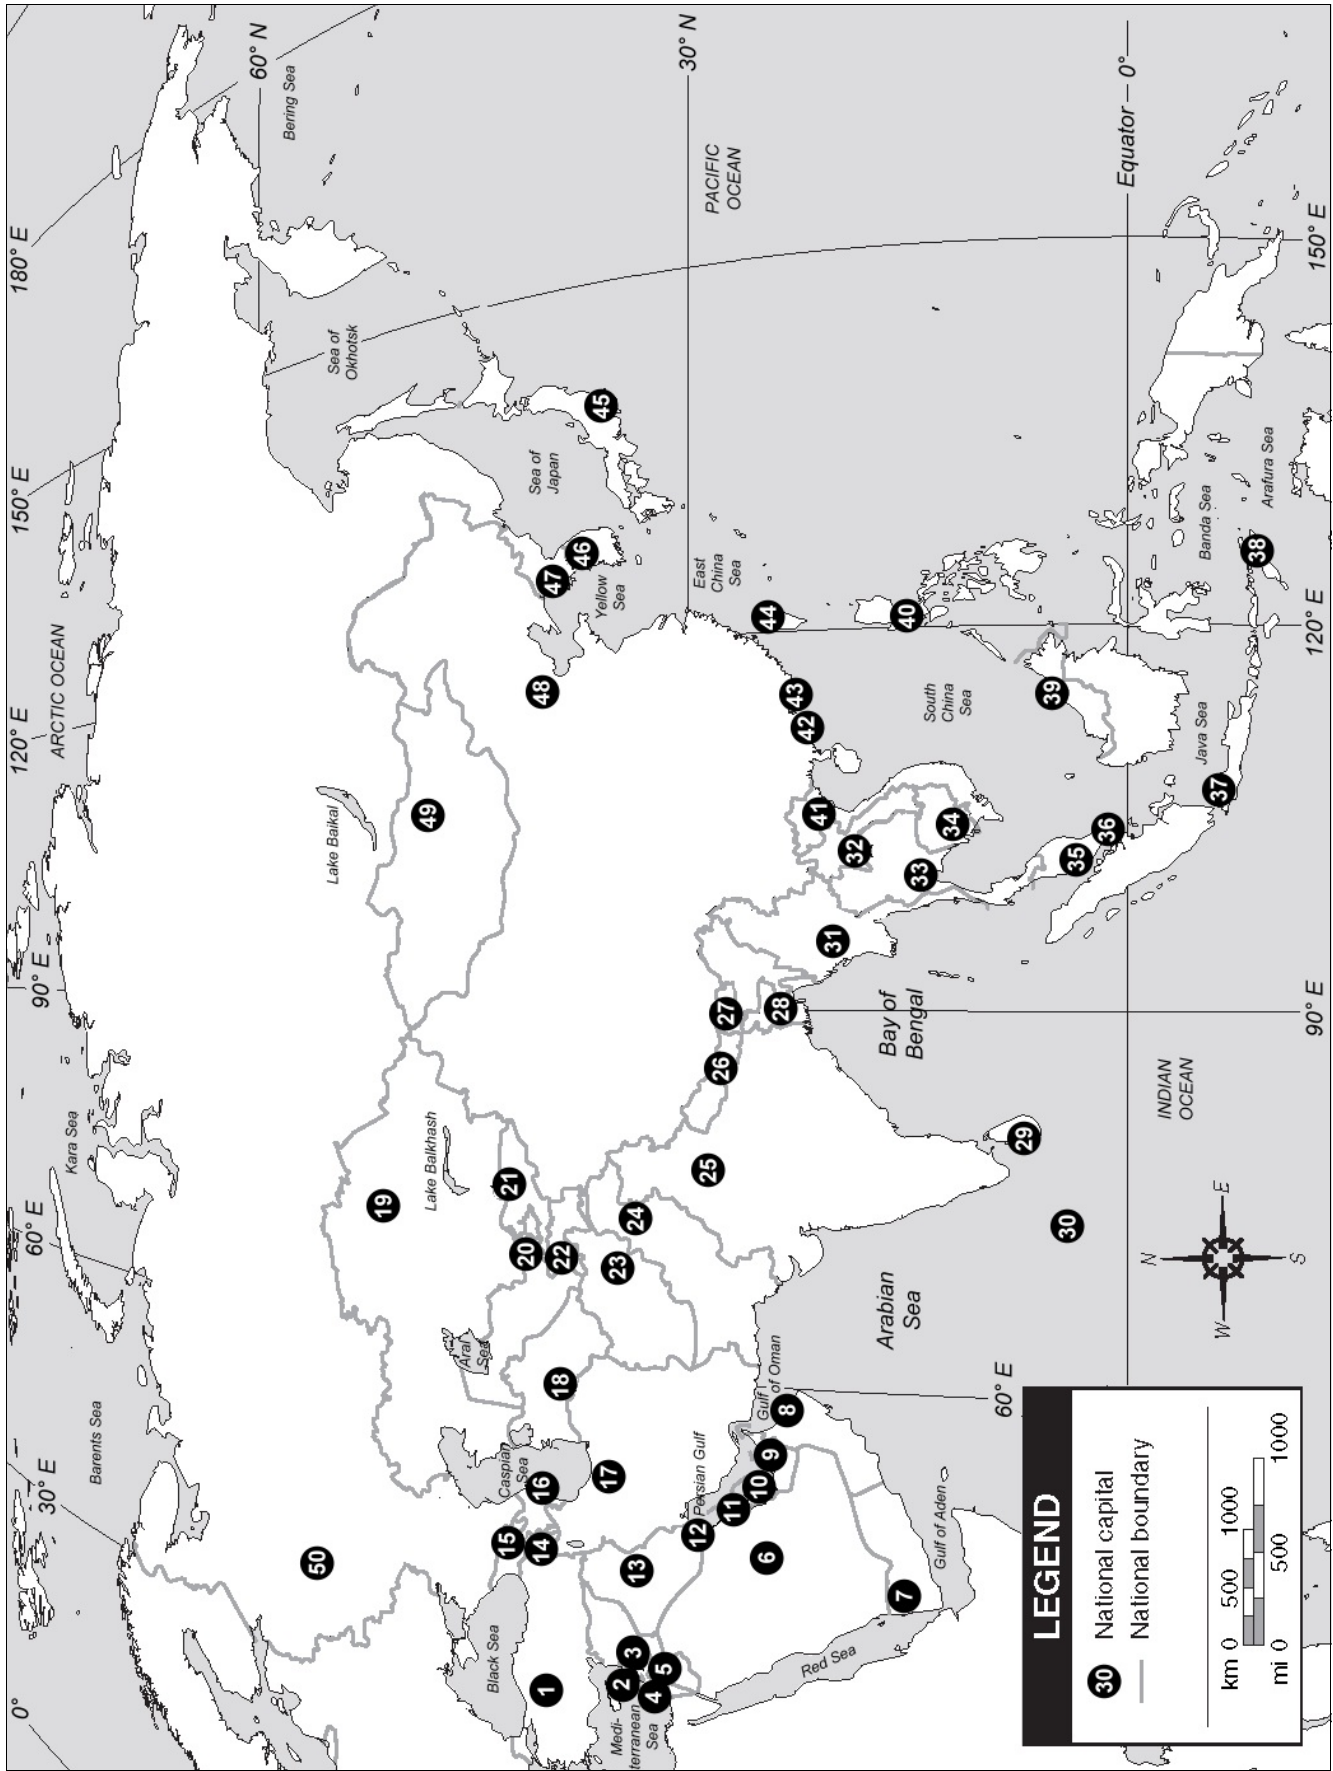 0°
30° E
60° E
90° E
120° E
150° E
180° E
ARCTIC OCEAN
Barents Sea
Kara Sea
60° N
Bering Sea
Sea of
Okhotsk
Lake Baikal
Lake Balkhash
Aral
Sea
Caspian
Sea
Black Sea
Medi-
terranean
Sea
Sea of
Japan
Yellow
Sea
30° N
PACIFIC
OCEAN
East
China
Sea
Persian Gulf
Gulf
of Oman
Red Sea
Gulf of Aden
Arabian
Sea
Bay of
Bengal
South
China
Sea
60° E
Equator
0°
INDIAN
OCEAN
Java Sea
Banda Sea
Arafura Sea
90° E
120° E
150° E
N
W
E
S
1
2
3
4
5
6
7
8
9
10
11
12
13
14
15
16
17
18
19
20
21
22
23
24
25
26
27
28
29
30
31
32
33
34
35
36
37
38
39
40
41
42
43
44
45
46
47
48
49
50
LEGEND
30 National capital
National boundary
km 0 500 1000
mi 0 500 1000